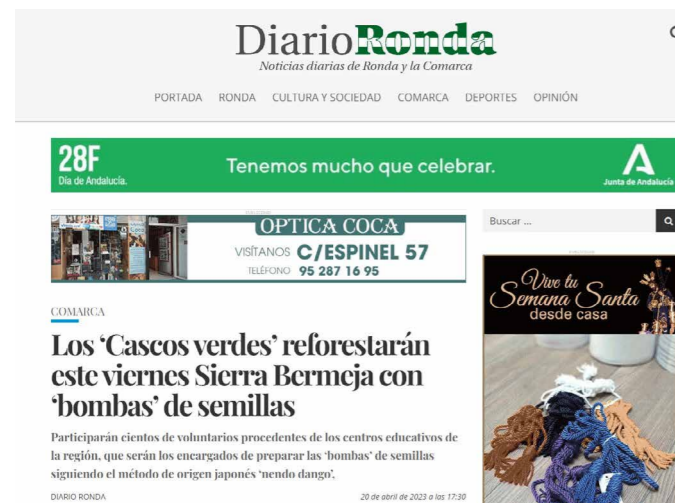 DiarioRonda
Noticias diarias de Ronda y la Comarca
PORTADA RONDA CULTURA Y SOCIEDAD COMARCA DEPORTES OPINIÓN
28F
Día de Andalucía.
Tenemos mucho que celebrar.
Junta de Andalucía
OPTICA COCA
VISÍTANOS C/ESPINEL 57
TELÉFONO 95 287 16 95
Buscar ...
Vive tu
Semana Santa
desde casa
COMARCA
Los ‘Cascos verdes’ reforestarán
este viernes Sierra Bermeja con
‘bombas’ de semillas
Participarán cientos de voluntarios procedentes de los centros educativos de
la región, que serán los encargados de preparar las ‘bombas’ de semillas
signiendo el método de origen japonés ‘nendo dango’.
DIARIO RONDA
20 de abril de 2023 a las 17:30